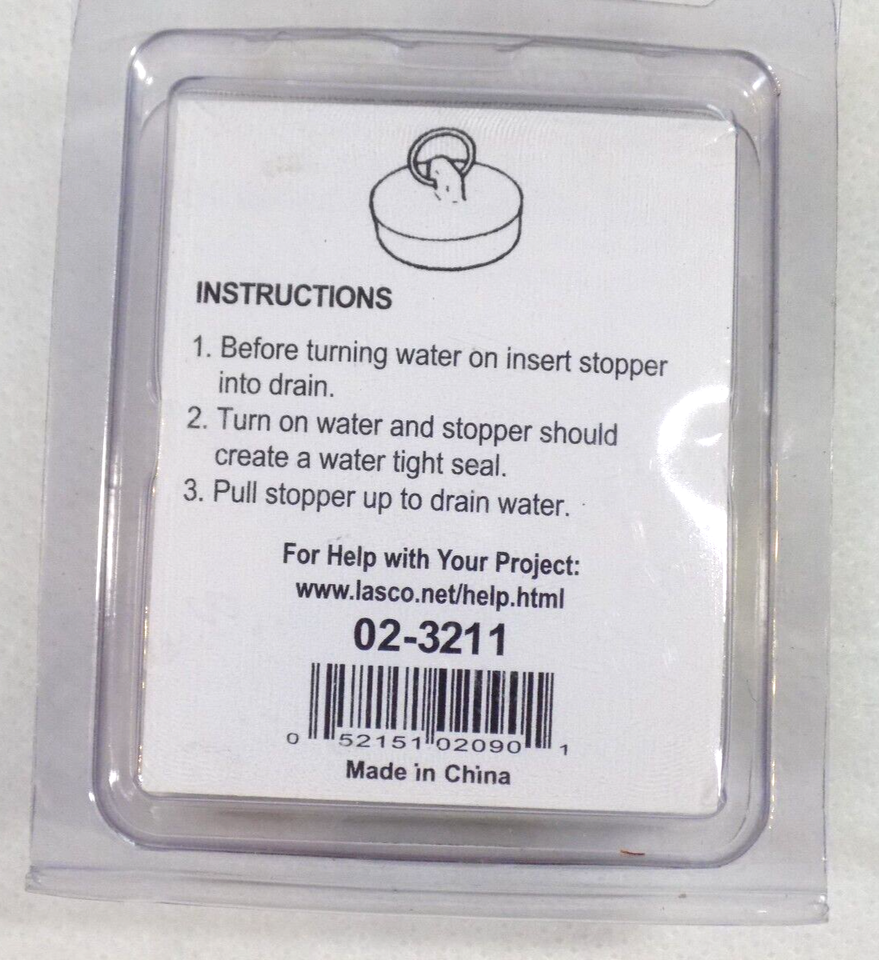 INSTRUCTIONS
1. Before turning water on insert stopper
into drain.
2. Turn on water and stopper should
create a water tight seal.
3. Pull stopper up to drain water.
For Help with Your Project:
www.lasco.net/help.html
02-3211
0 52151 02090 1
Made in China